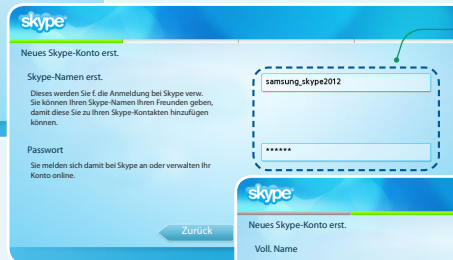 skype
Neues Skype-Konto erst.
Skype-Namen erst.
Dieses werden Sie f. die Anmeldung bei Skype verw.
Sie können Ihren Skype-Namen Ihren Freunden geben,
damit diese Sie zu Ihren Skype-Kontakten hinzufügen
können.
samsung_skype2012
Passwort
Sie melden sich damit bei Skype an oder verwalten Ihr
Konto online.
******
Zurück
skype
Neues Skype-Konto erst.
Voll. Name